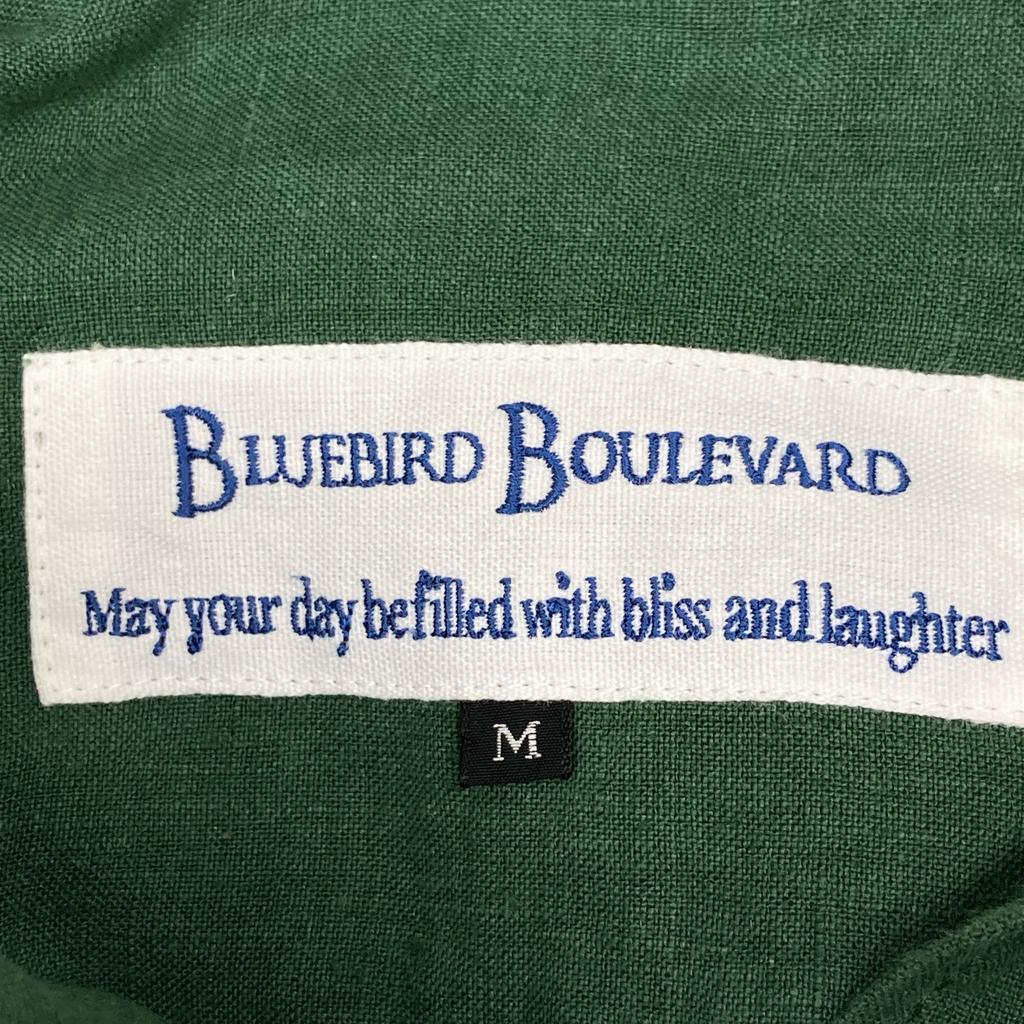 BLUEBIRD BOULEVARD
May your day be filled with bliss and laughter
M